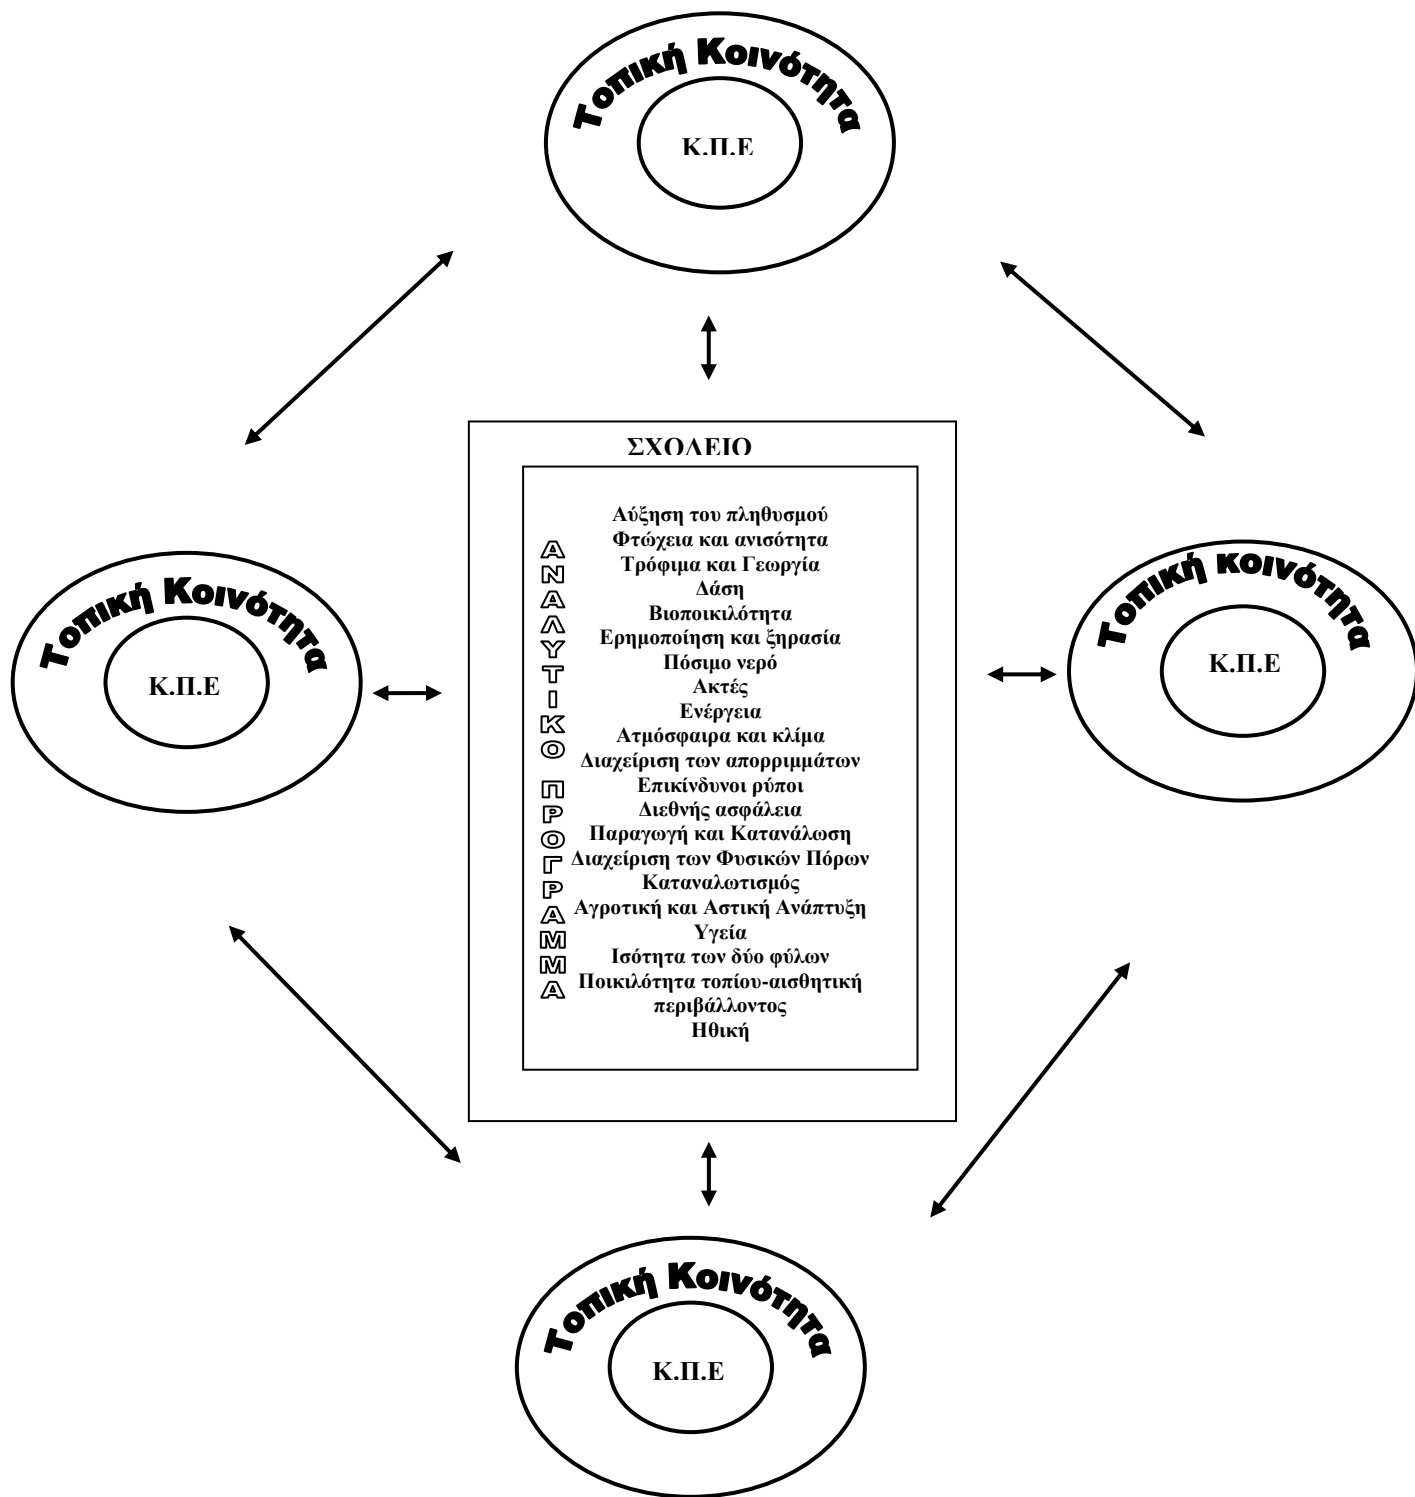 Τοπική Κοινότητα
Κ.Π.Ε
ΣΧΟΛΕΙΟ
ΑΝΑΛΥΤΙΚΟ ΠΡΟΓΡΑΜΜΑ
Αύξηση του πληθυσμού
Φτώχεια και ανισότητα
Τρόφιμα και Γεωργία
Δάση
Βιοποικιλότητα
Ερημοποίηση και ξηρασία
Πόσιμο νερό
Ακτές
Ενέργεια
Ατμόσφαιρα και κλίμα
Διαχείριση των απορριμμάτων
Επικίνδυνοι ρύποι
Διεθνής ασφάλεια
Παραγωγή και Κατανάλωση
Διαχείριση των Φυσικών Πόρων
Καταναλωτισμός
Αγροτική και Αστική Ανάπτυξη
Υγεία
Ισότητα των δύο φύλων
Ποικιλότητα τοπίου-αισθητική
περιβάλλοντος
Ηθική
Τοπική Κοινότητα
Κ.Π.Ε
Τοπική κοινότητα
Κ.Π.Ε
Τοπική Κοινότητα
Κ.Π.Ε